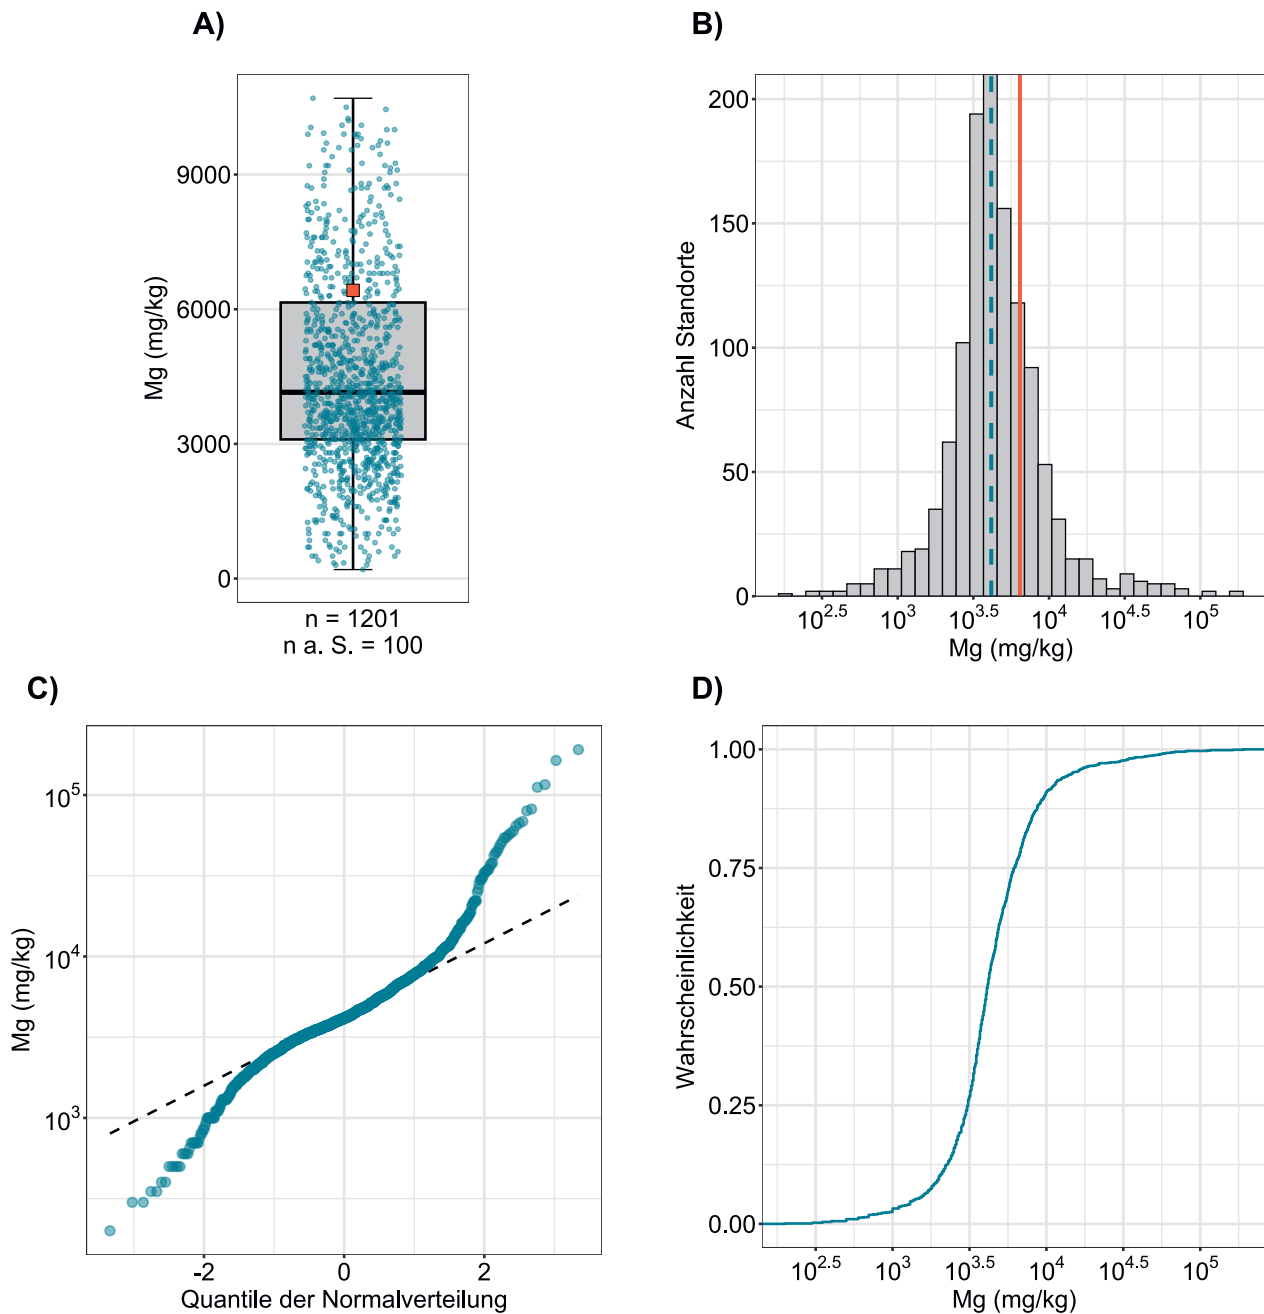 A)
Mg (mg/kg)
9000
6000
3000
0
n = 1201
n a. S. = 100
B)
Anzahl Standorte
200
150
100
50
0
10^2.5 10^3 10^3.5 10^4 10^4.5 10^5
Mg (mg/kg)
C)
Mg (mg/kg)
10^5
10^4
10^3
-2 0 2
Quantile der Normalverteilung
D)
Wahrscheinlichkeit
1.00
0.75
0.50
0.25
0.00
10^2.5 10^3 10^3.5 10^4 10^4.5 10^5
Mg (mg/kg)